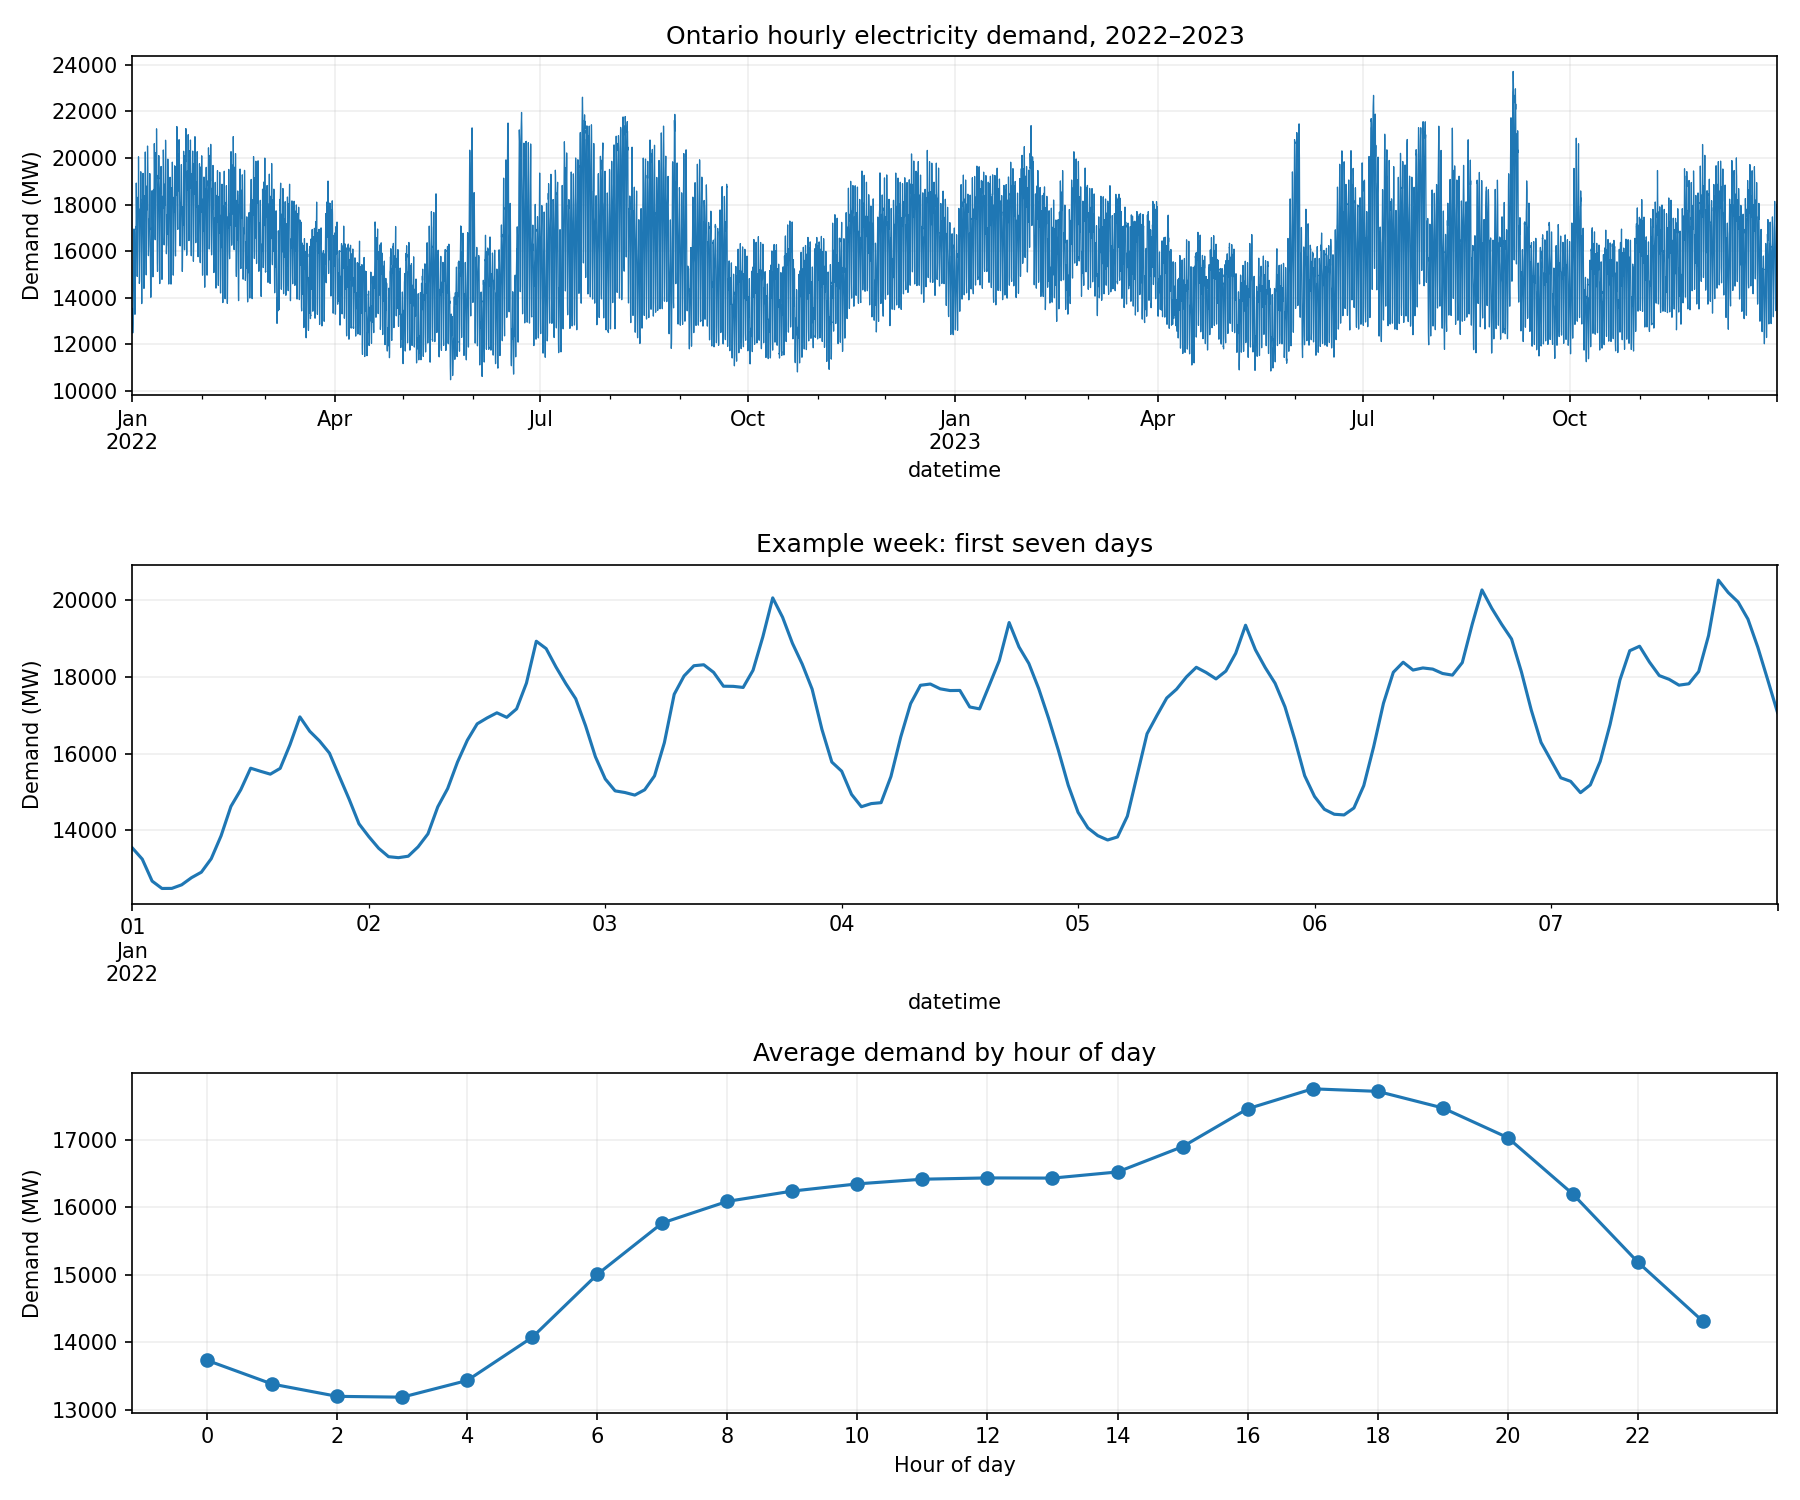 Ontario hourly electricity demand, 2022–2023
Demand (MW)
24000
22000
20000
18000
16000
14000
12000
10000
Jan Apr Jul Oct Jan Apr Jul Oct
2022 2023
datetime
Example week: first seven days
Demand (MW)
20000
18000
16000
14000
01 02 03 04 05 06 07
Jan
2022
datetime
Average demand by hour of day
Demand (MW)
17000
16000
15000
14000
13000
0 2 4 6 8 10 12 14 16 18 20 22
Hour of day